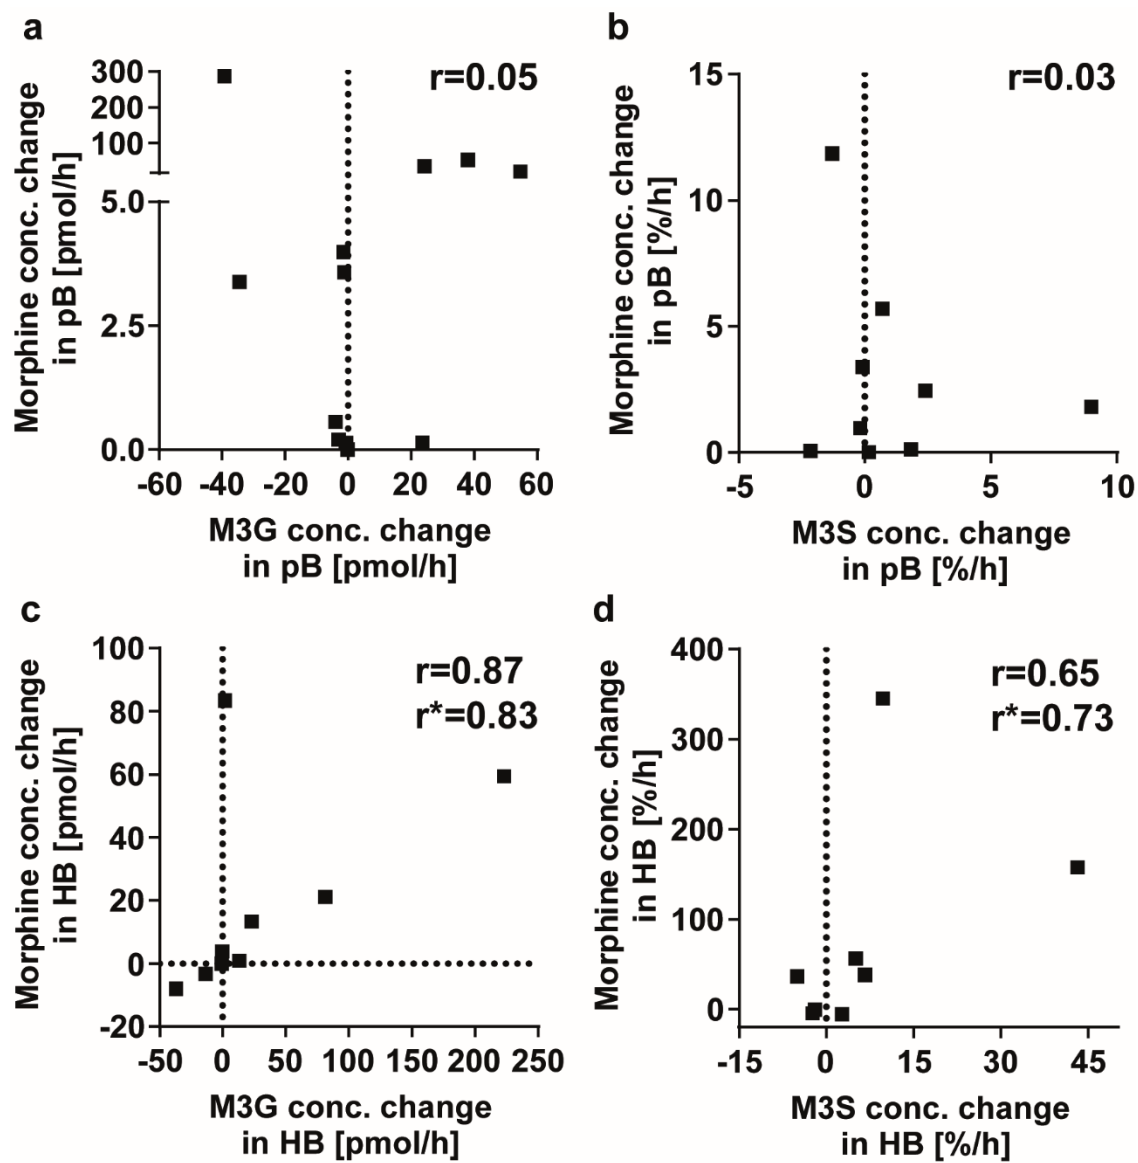 a
r=0.05
Morphine conc. change
in pB [pmol/h]
300
200
100
5.0
2.5
0.0
-60 -40 -20 0 20 40 60
M3G conc. change
in pB [pmol/h]
b
r=0.03
Morphine conc. change
in pB [%/h]
15
10
5
0
-5 0 5 10
M3S conc. change
in pB [%/h]
c
r=0.87
r*=0.83
Morphine conc. change
in HB [pmol/h]
100
80
60
40
20
0
-20
-50 0 50 100 150 200 250
M3G conc. change
in HB [pmol/h]
d
r=0.65
r*=0.73
Morphine conc. change
in HB [%/h]
400
300
200
100
0
-15 0 15 30 45
M3S conc. change
in HB [%/h]